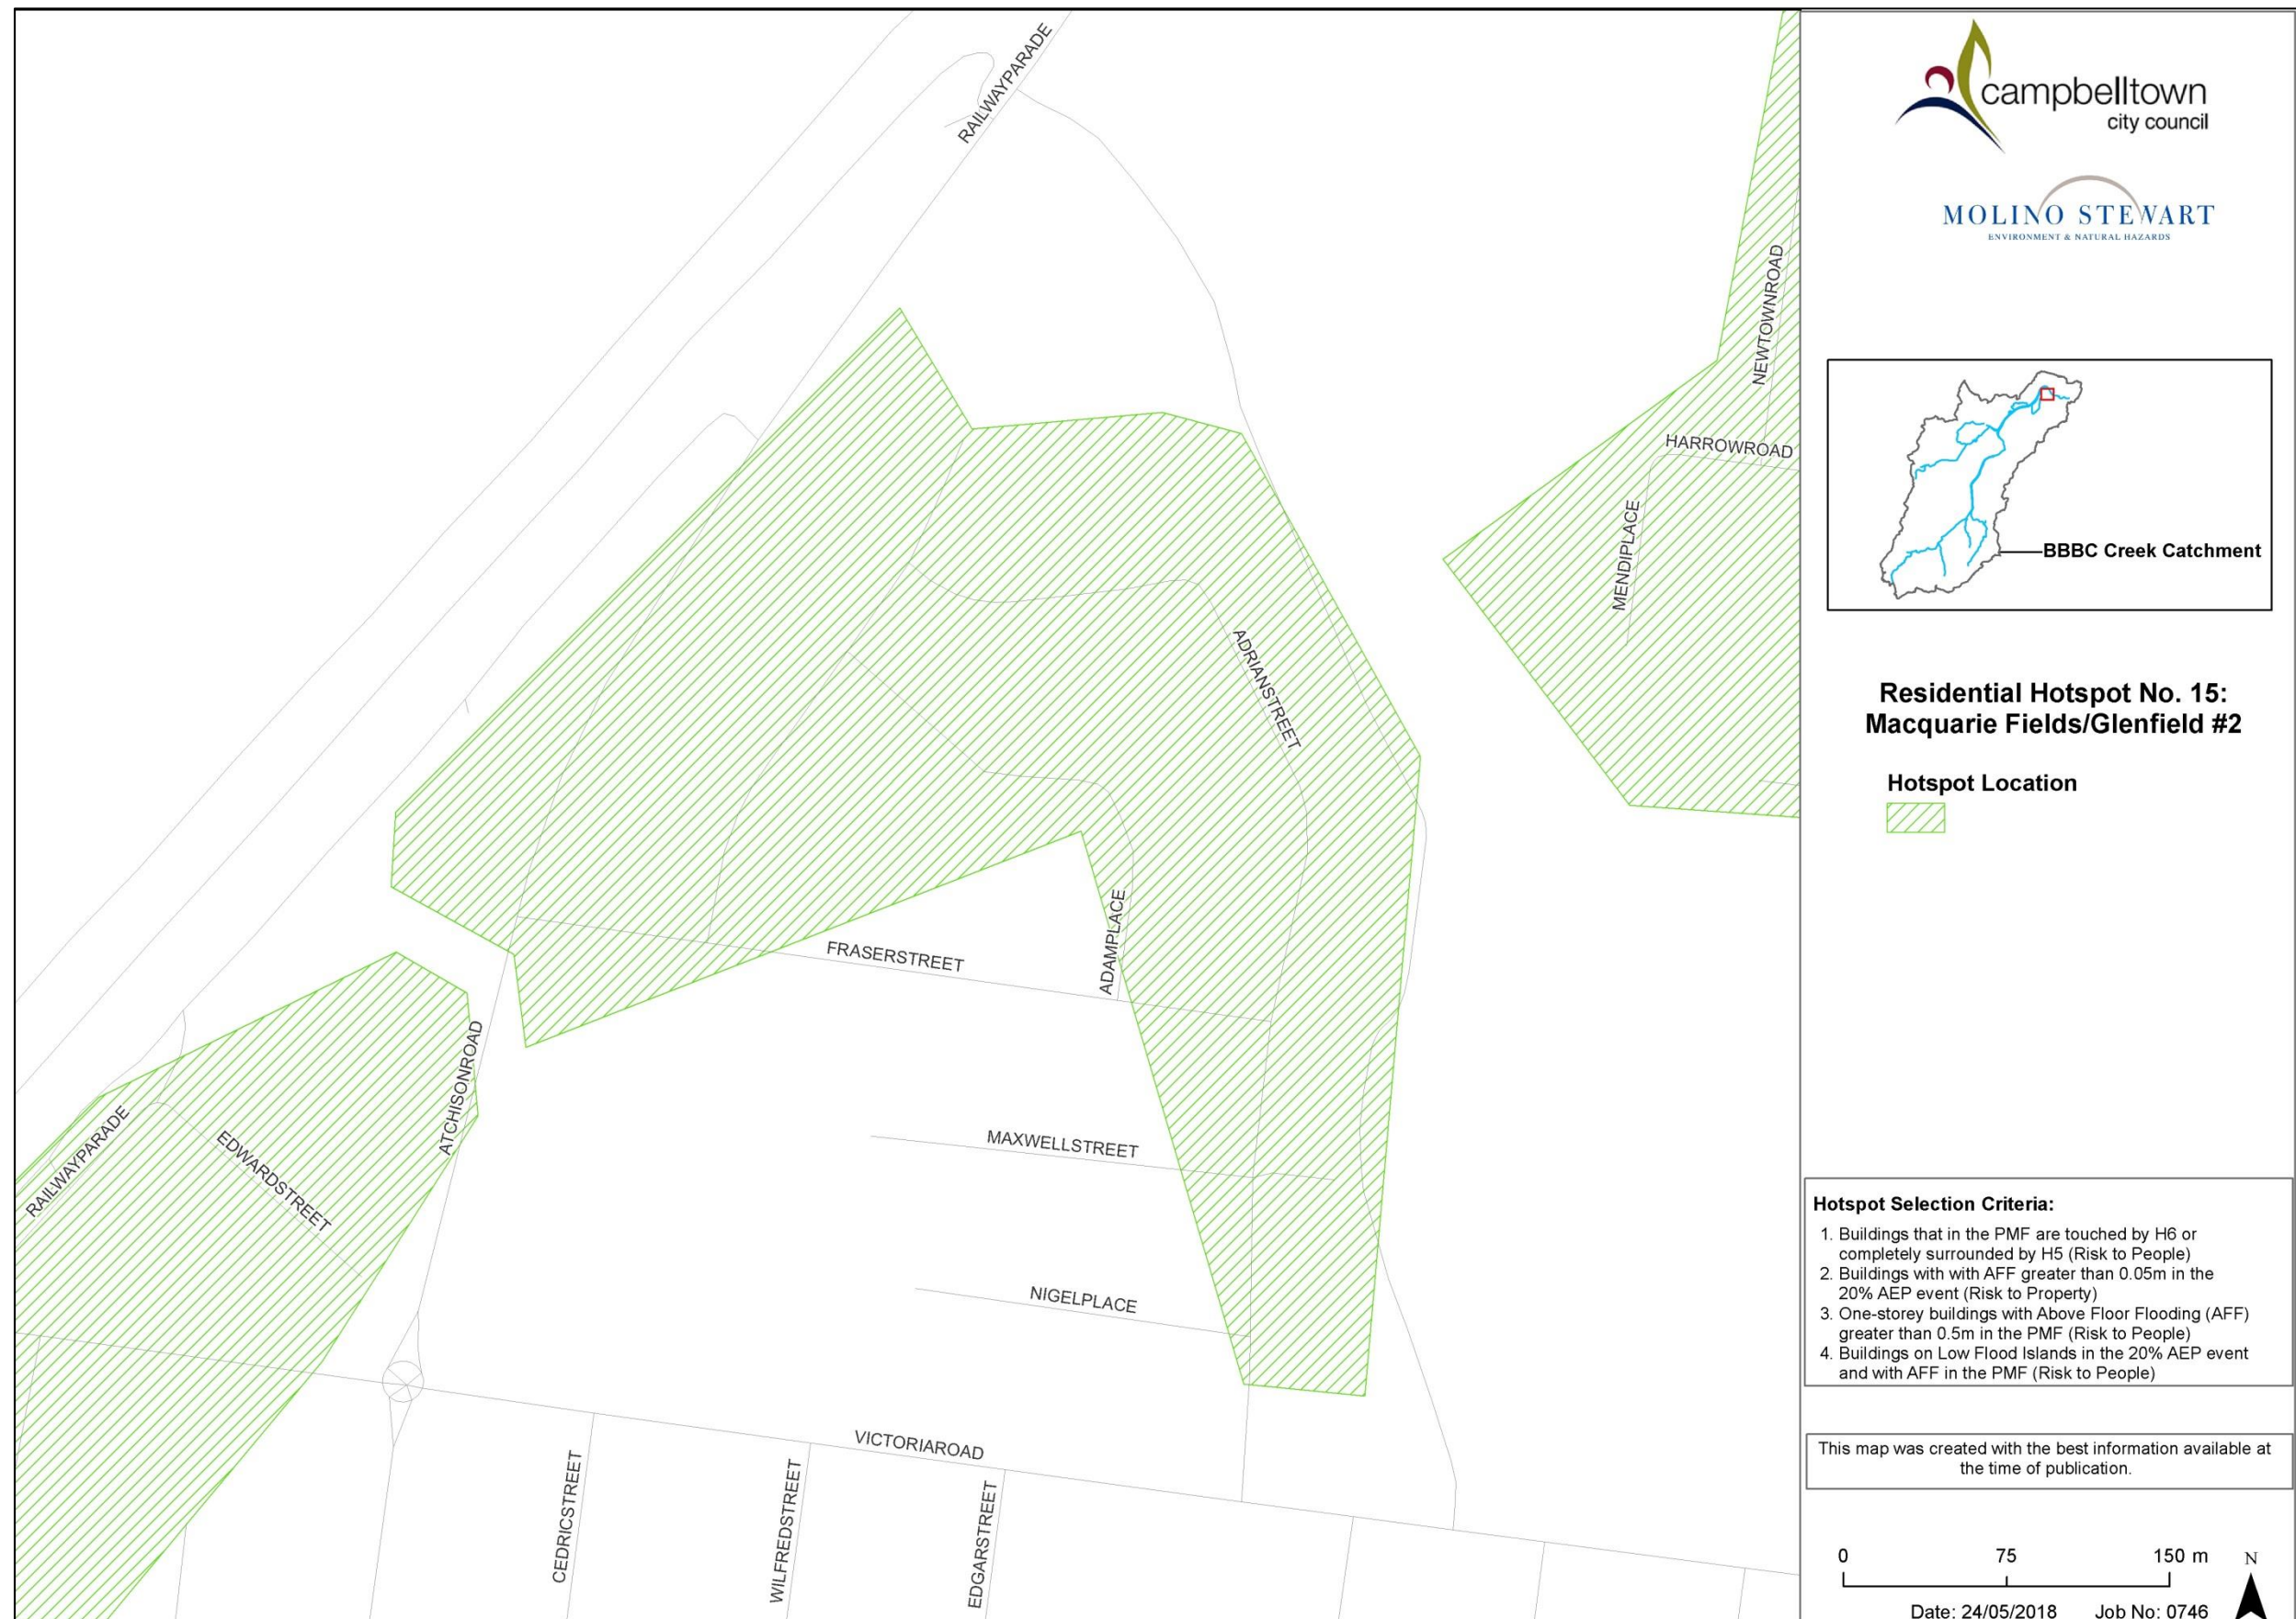 RAILWAYPARADE
NEWTOWNROAD
HARROWROAD
MENDIPLACE
ADRIANSTREET
ADAMPLACE
FRASERSTREET
ATCHISONROAD
RAILWAYPARADE
EDWARDSTREET
MAXWELLSTREET
NIGELPLACE
VICTORIAROAD
CEDRICSTREET
WILFREDSTREET
EDGARSTREET
campbelltown
city council
MOLINO STEWART
ENVIRONMENT & NATURAL HAZARDS
BBBC Creek Catchment
Residential Hotspot No. 15:
Macquarie Fields/Glenfield #2
Hotspot Location
Hotspot Selection Criteria:
1. Buildings that in the PMF are touched by H6 or
completely surrounded by H5 (Risk to People)
2. Buildings with with AFF greater than 0.05m in the
20% AEP event (Risk to Property)
3. One-storey buildings with Above Floor Flooding (AFF)
greater than 0.5m in the PMF (Risk to People)
4. Buildings on Low Flood Islands in the 20% AEP event
and with AFF in the PMF (Risk to People)
This map was created with the best information available at
the time of publication.
0 75 150 m N
Date: 24/05/2018 Job No: 0746